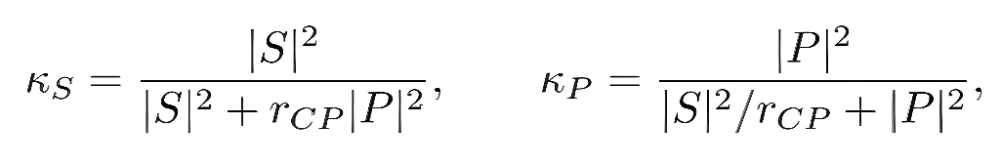 κ_S = |S|² / (|S|² + r_{CP}|P|²), κ_P = |P|² / (|S|²/r_{CP} + |P|²),